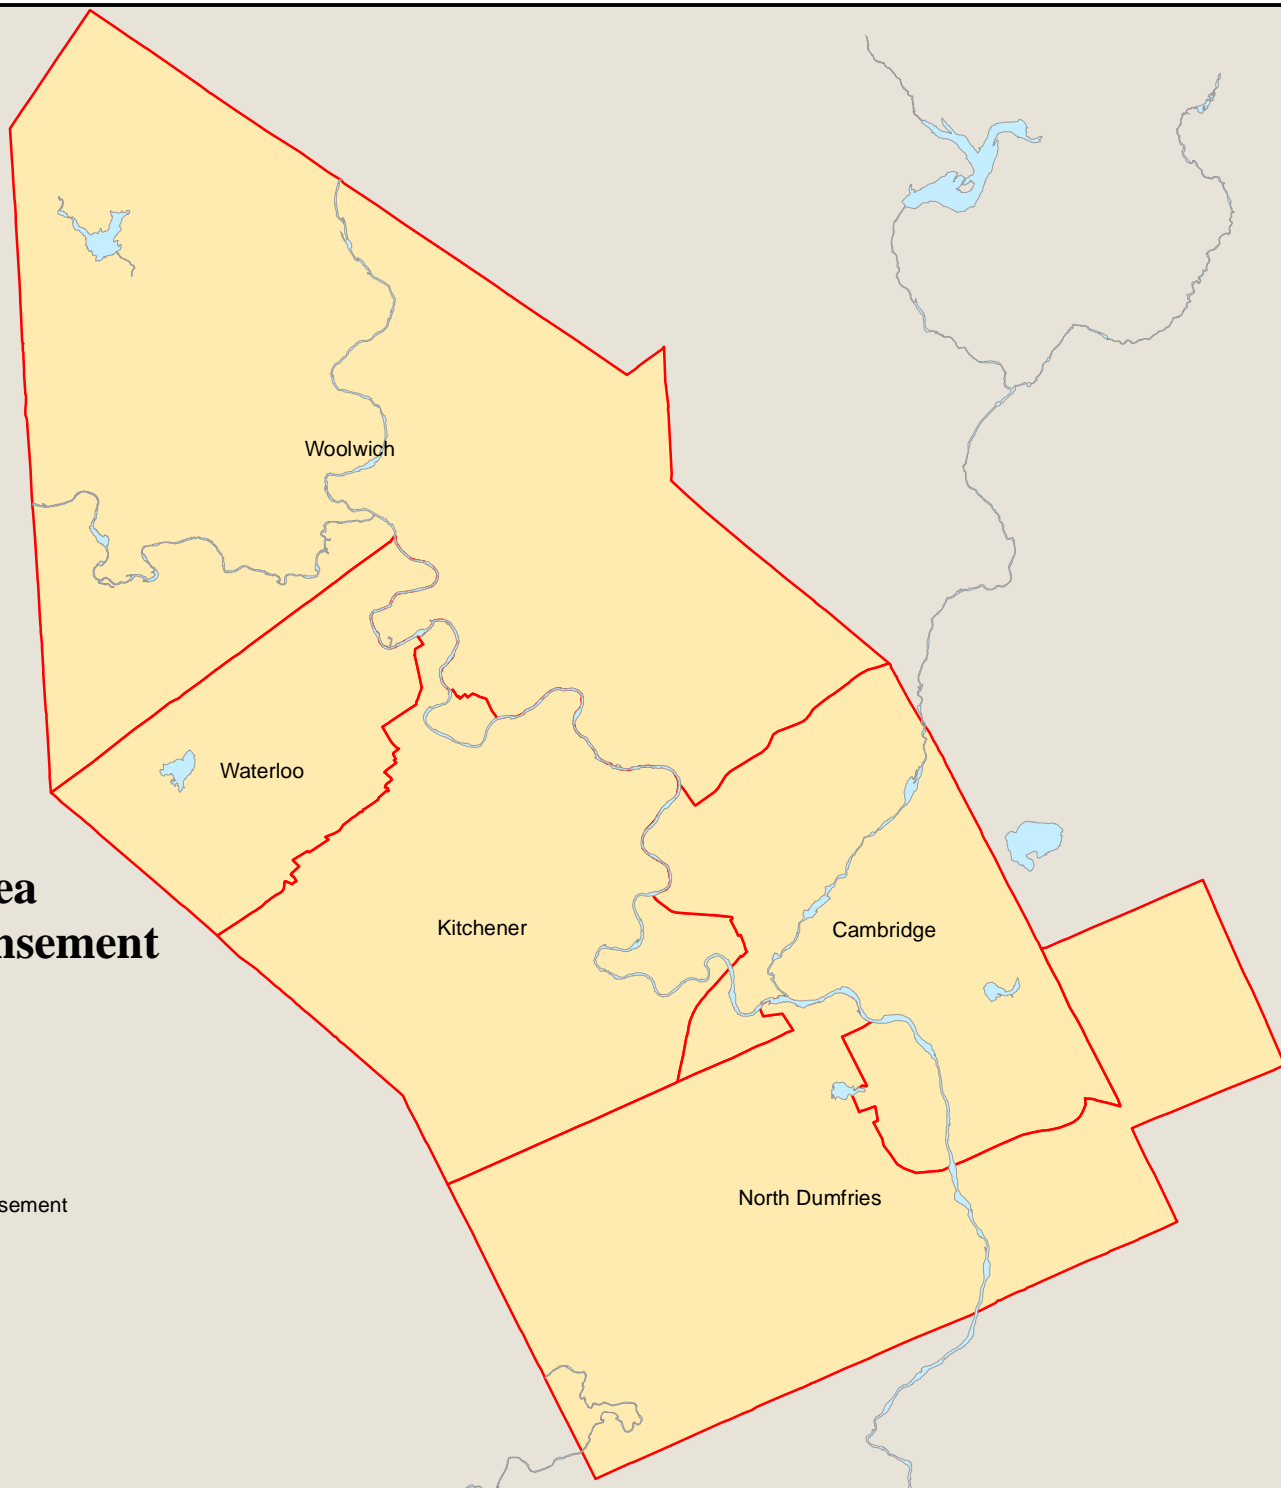 Woolwich
Waterloo
ea
nsement
Kitchener
Cambridge
North Dumfries
sement